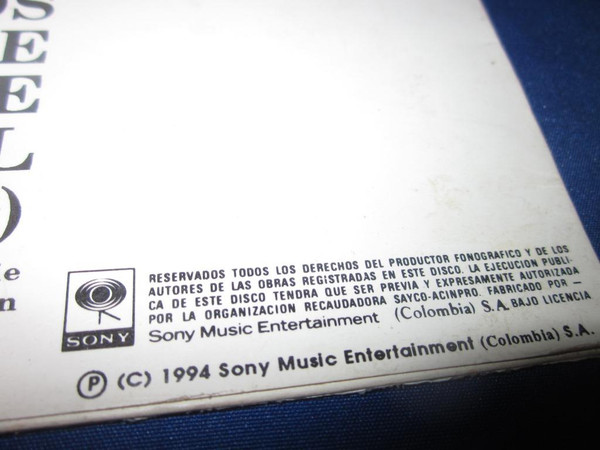 OS
E
E
L
)
e
n
SONY
RESERVADOS TODOS LOS DERECHOS DEL PRODUCTOR FONOGRAFICO Y DE LOS
AUTORES DE LAS OBRAS REGISTRADAS EN ESTE DISCO. LA EJECUCION PUBLI-
CA DE ESTE DISCO TENDRA QUE SER PREVIA Y EXPRESAMENTE AUTORIZADA
POR LA ORGANIZACION RECAUDADORA SAYCO-ACINPRO. FABRICADO POR —
Sony Music Entertainment (Colombia) S.A. BAJO LICENCIA
Ⓟ (C) 1994 Sony Music Entertainment (Colombia) S.A.